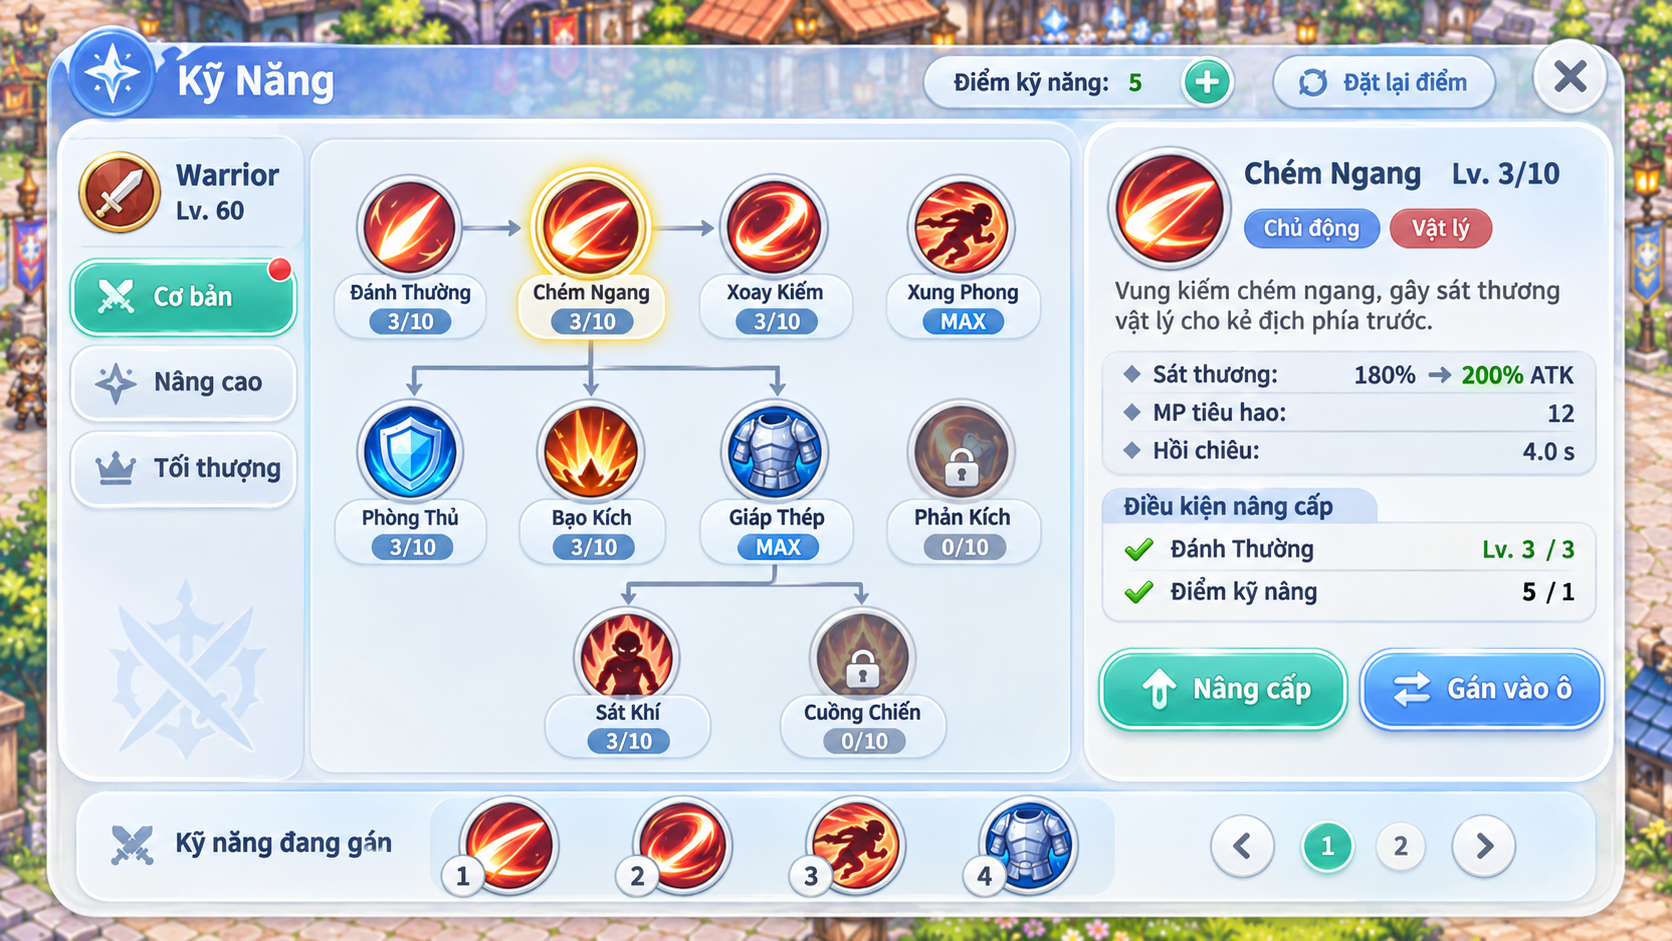 Kỹ Năng
Điểm kỹ năng: 5
Đặt lại điểm
Warrior
Lv. 60
Cơ bản
Nâng cao
Tối thượng
Đánh Thường
3/10
Chém Ngang
3/10
Xoay Kiếm
3/10
Xung Phong
MAX
Phòng Thủ
3/10
Bạo Kích
3/10
Giáp Thép
MAX
Phản Kích
0/10
Sát Khí
3/10
Cuồng Chiến
0/10
Chém Ngang Lv. 3/10
Chủ động Vật lý
Vung kiếm chém ngang, gây sát thương
vật lý cho kẻ địch phía trước.
Sát thương: 180% → 200% ATK
MP tiêu hao: 12
Hồi chiêu: 4.0 s
Điều kiện nâng cấp
Đánh Thường Lv. 3 / 3
Điểm kỹ nâng 5 / 1
Nâng cấp
Gán vào ô
Kỹ năng đang gán
1
2
3
4
1
2